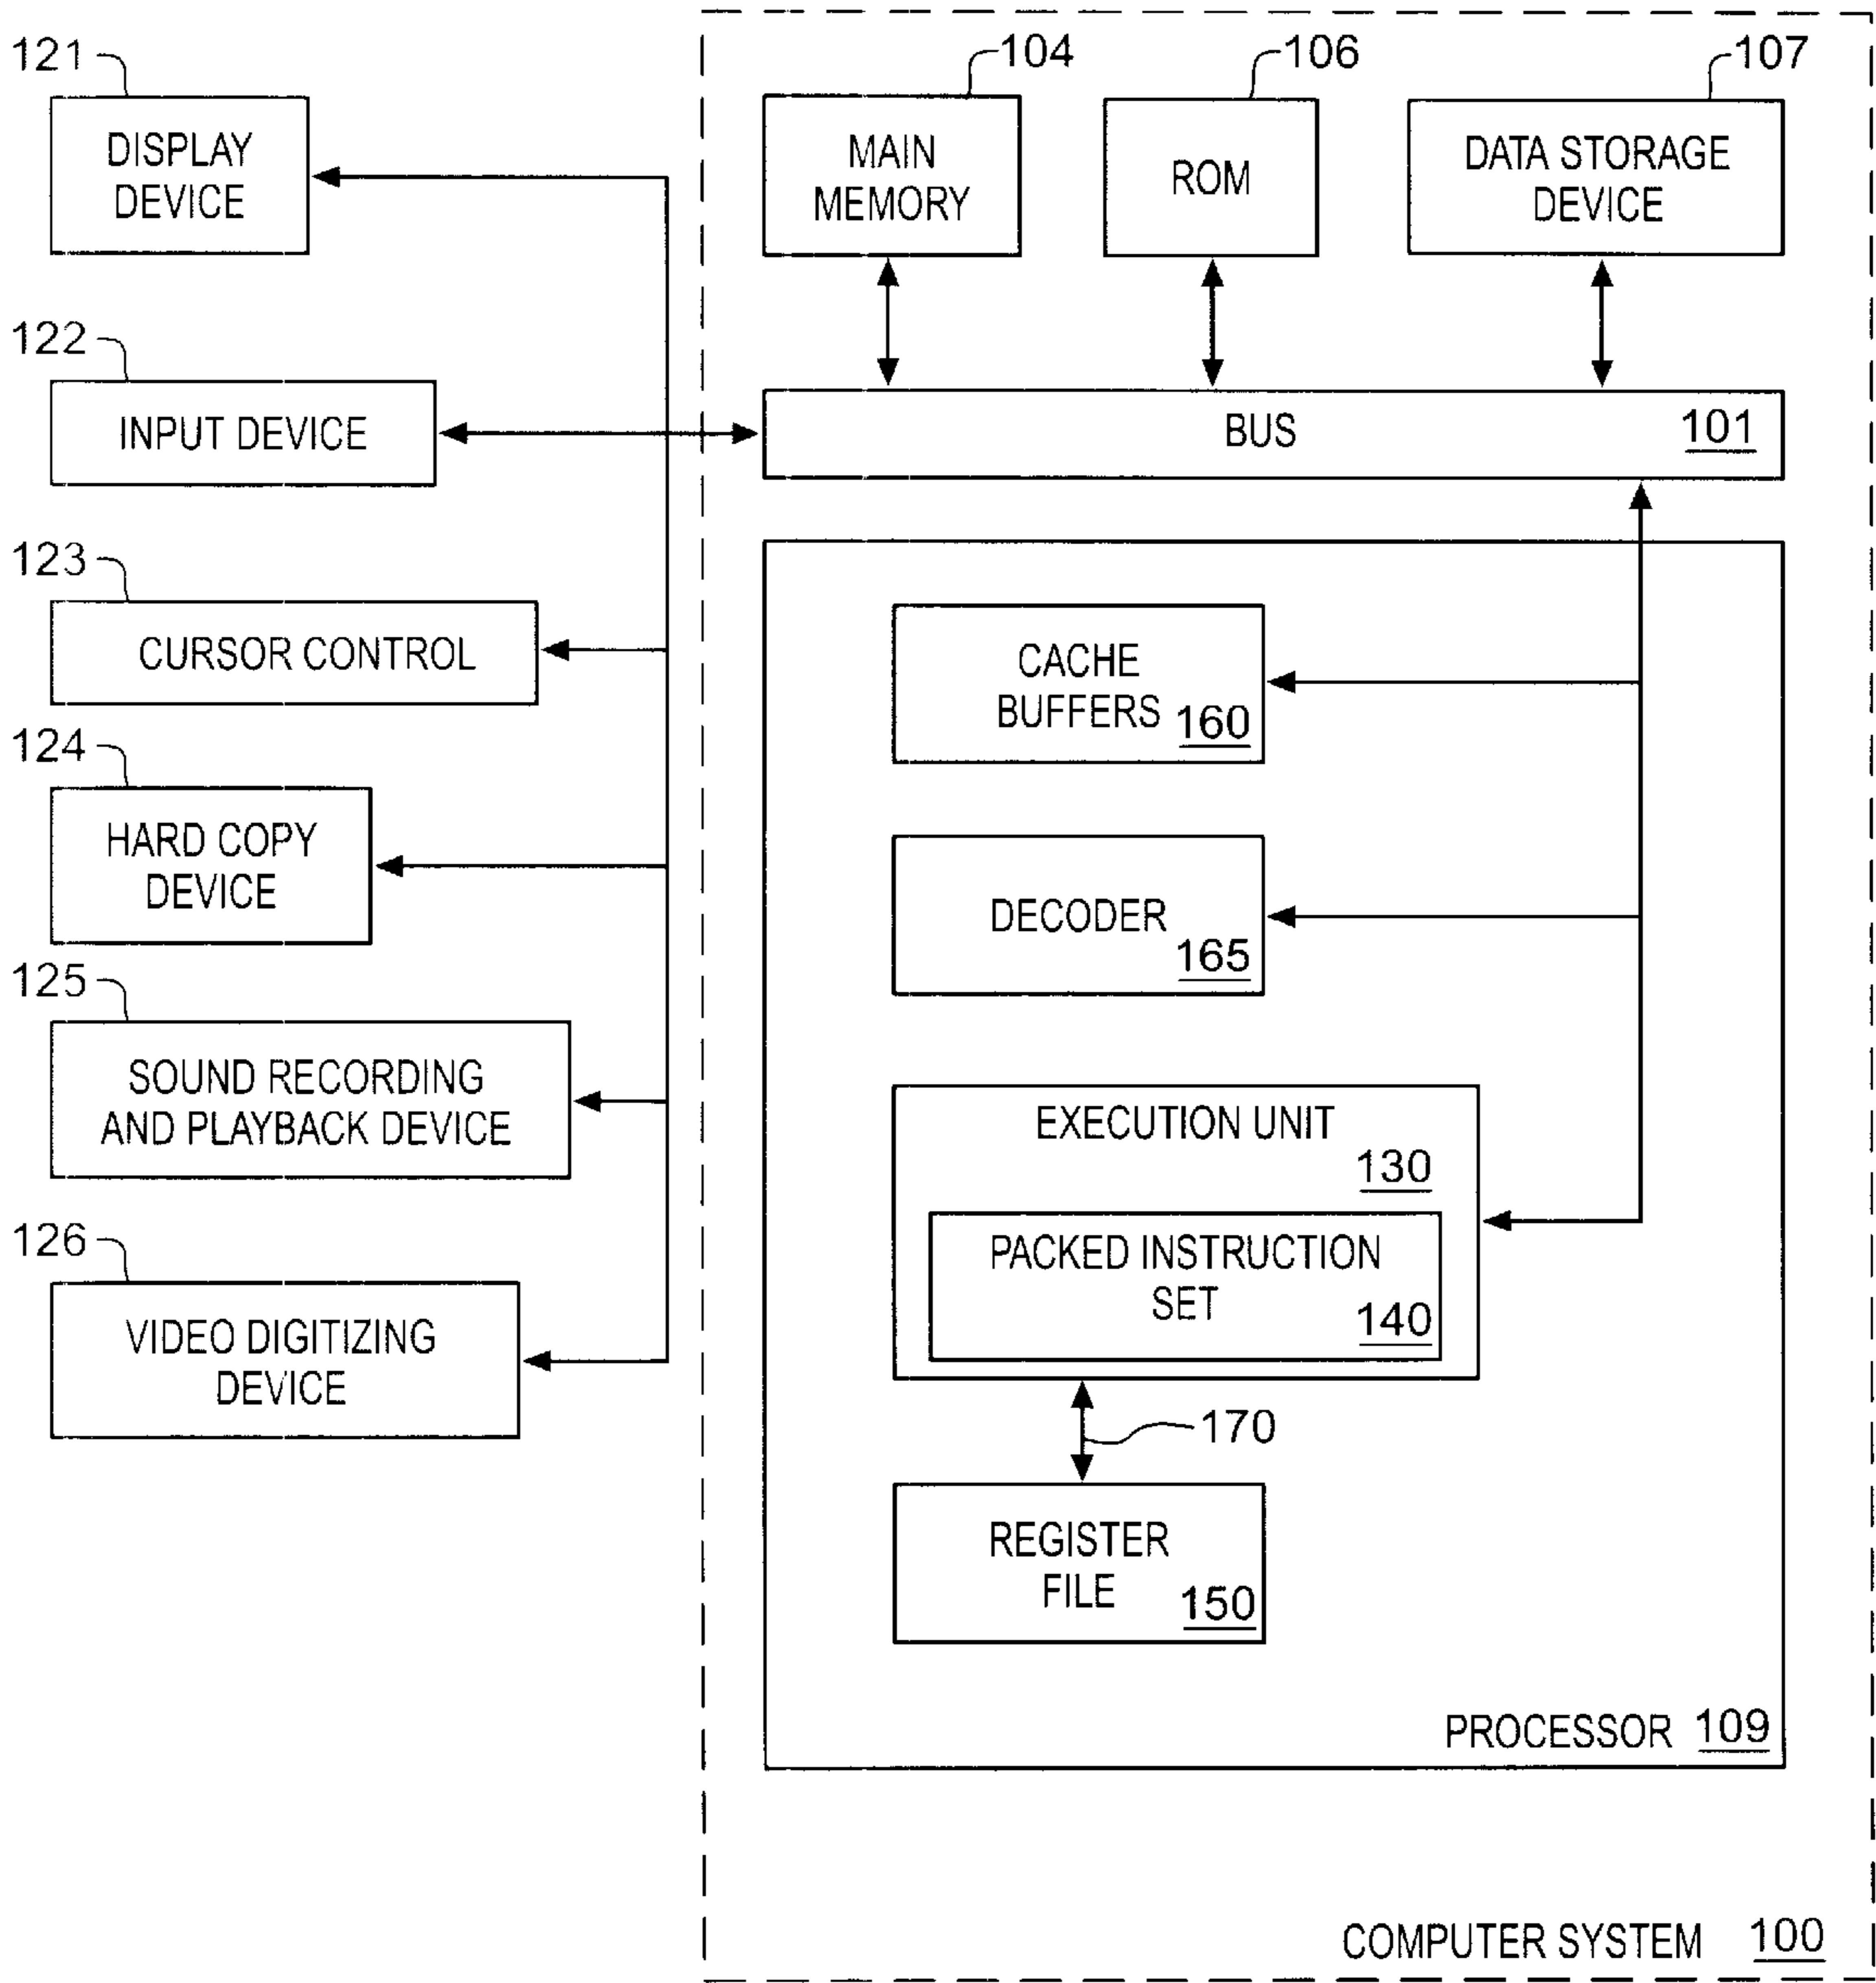 121
DISPLAY
DEVICE
122
INPUT DEVICE
123
CURSOR CONTROL
124
HARD COPY
DEVICE
125
SOUND RECORDING
AND PLAYBACK DEVICE
126
VIDEO DIGITIZING
DEVICE
104
MAIN
MEMORY
106
ROM
107
DATA STORAGE
DEVICE
BUS 101
CACHE
BUFFERS 160
DECODER
165
EXECUTION UNIT
130
PACKED INSTRUCTION
SET
140
170
REGISTER
FILE
150
PROCESSOR 109
COMPUTER SYSTEM 100